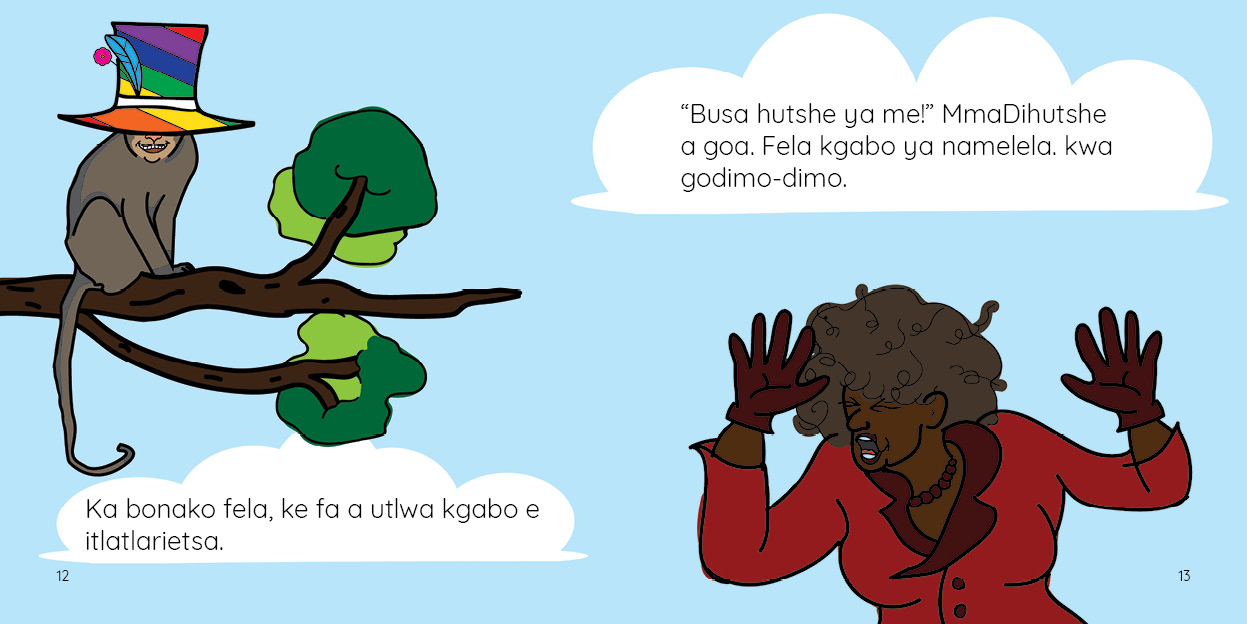 Ka bonako fela, ke fa a utlwa kgabo e
itlatlarietsa.
12
“Busa hutshe ya me!” MmaDihutshe
a goa. Fela kgabo ya namelela. kwa
godimo-dimo.
13